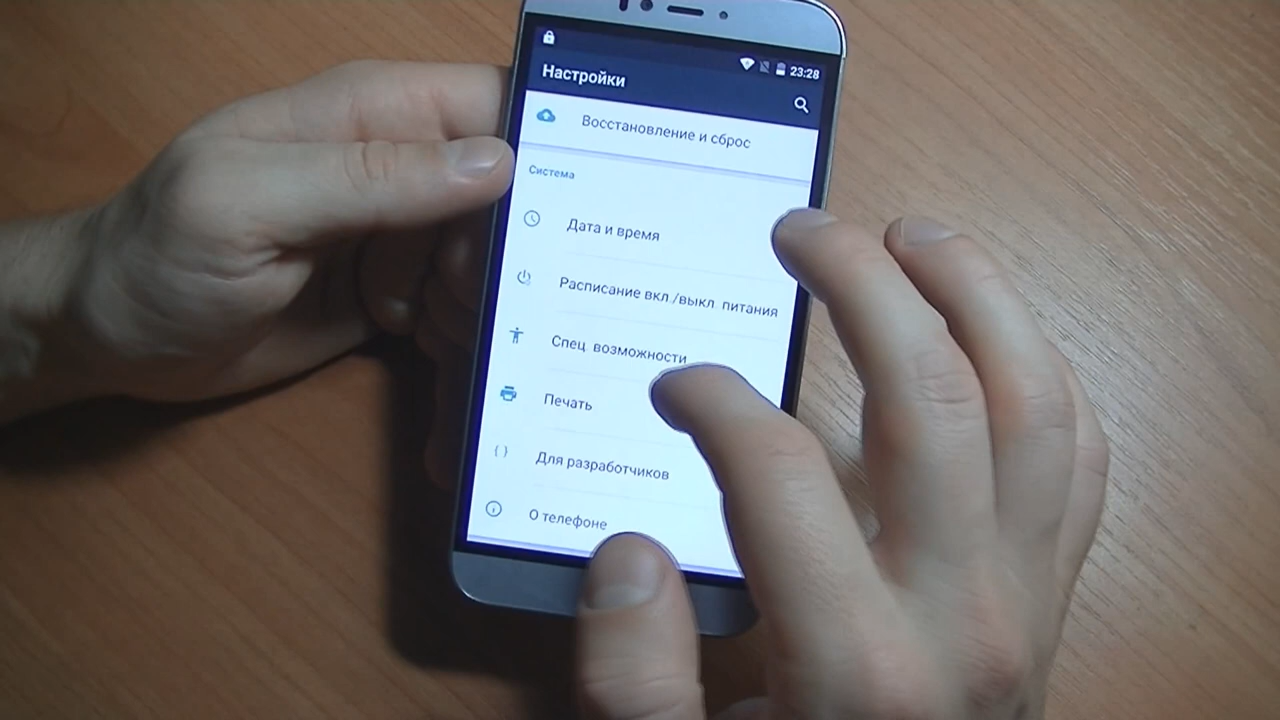 23:28
Настройки
Восстановление и сброс
Система
Дата и время
Расписание вкл./выкл. питания
Спец. возможности
Печать
{ }
Для разработчиков
О телефоне